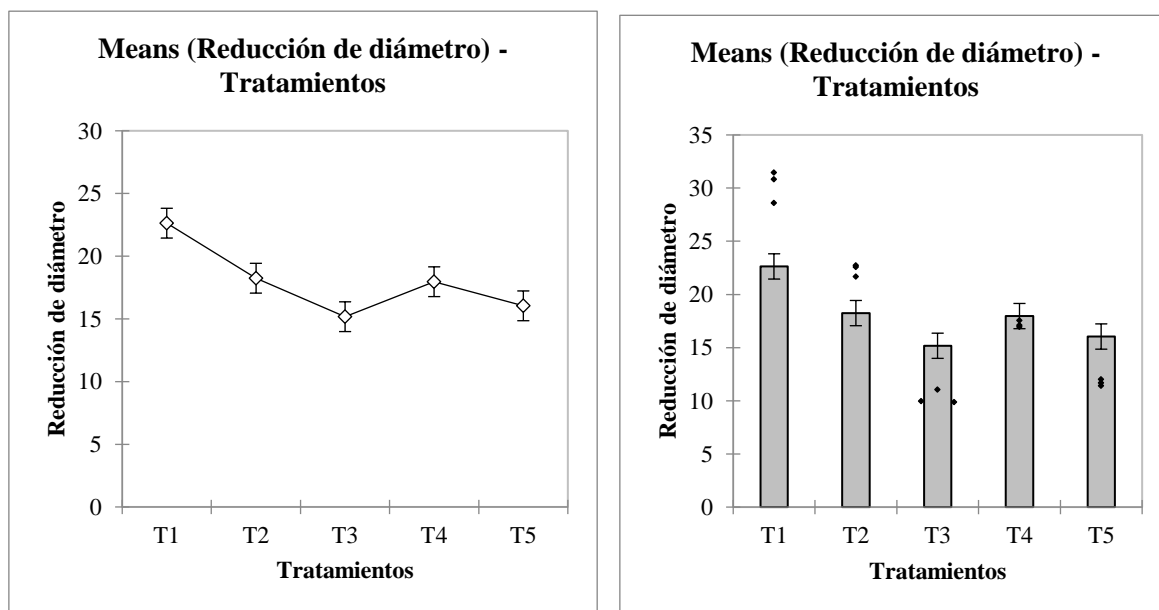 Means (Reducción de diámetro) -
Tratamientos
Reducción de diámetro
30
25
20
15
10
5
0
T1 T2 T3 T4 T5
Tratamientos
Means (Reducción de diámetro) -
Tratamientos
Reducción de diámetro
35
30
25
20
15
10
5
0
T1 T2 T3 T4 T5
Tratamientos